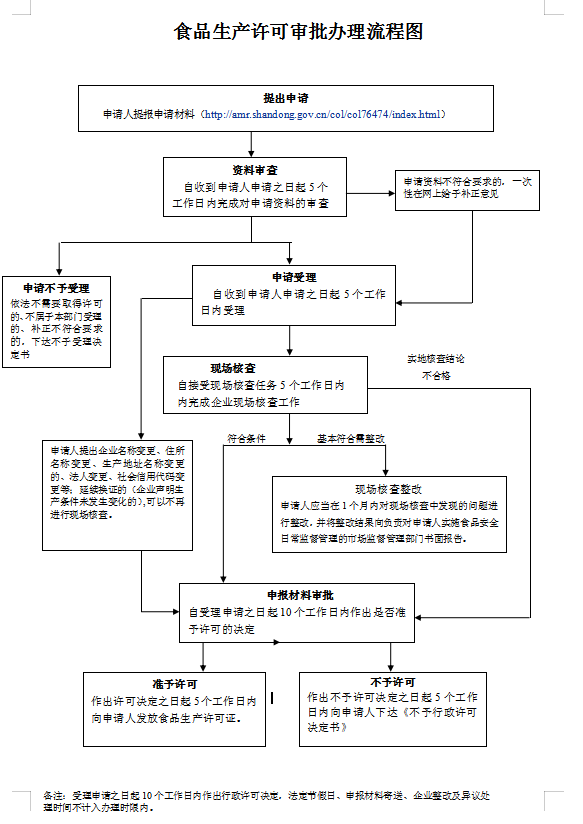 食品生产许可审批办理流程图
提出申请
申请人提报申请材料（http://amr.shandong.gov.cn/col/col76474/index.html）
资料审查
自收到申请人申请之日起5个
工作日内完成对申请资料的审查
申请资料不符合要求的，一次
性在网上给予补正意见
申请不予受理
依法不需要取得许可
的、不属于本部门受理
的、补正不符合要求
的，下达不予受理决
定书
申请受理
自收到申请人申请之日起5个工作
日内受理
现场核查
自接受现场核查任务5个工作日内
内完成企业现场核查工作
实地核查结论
不合格
符合条件
基本符合需整改
申请人提出企业名称变更、住所
名称变更、生产地址名称变更
的、法人变更、社会信用代码变
更等；延续换证的（企业声明生
产条件未发生变化的），可以不再
进行现场核查。
现场核查整改
申请人应当在1个月内对现场核查中发现的问题进
行整改，并将整改结果向负责对申请人实施食品安全
日常监督管理的市场监督管理部门书面报告。
申报材料审批
自受理申请之日起10个工作日内作出是否准
予许可的决定
准予许可
作出许可决定之日起5个工作日内
向申请人发放食品生产许可证。
不予许可
作出不予许可决定之日起5个工作
日内向申请人下达《不予行政许可
决定书》
备注：受理申请之日起10个工作日内作出行政许可决定，法定节假日、申报材料寄送、企业整改及异议处
理时间不计入办理时限内。